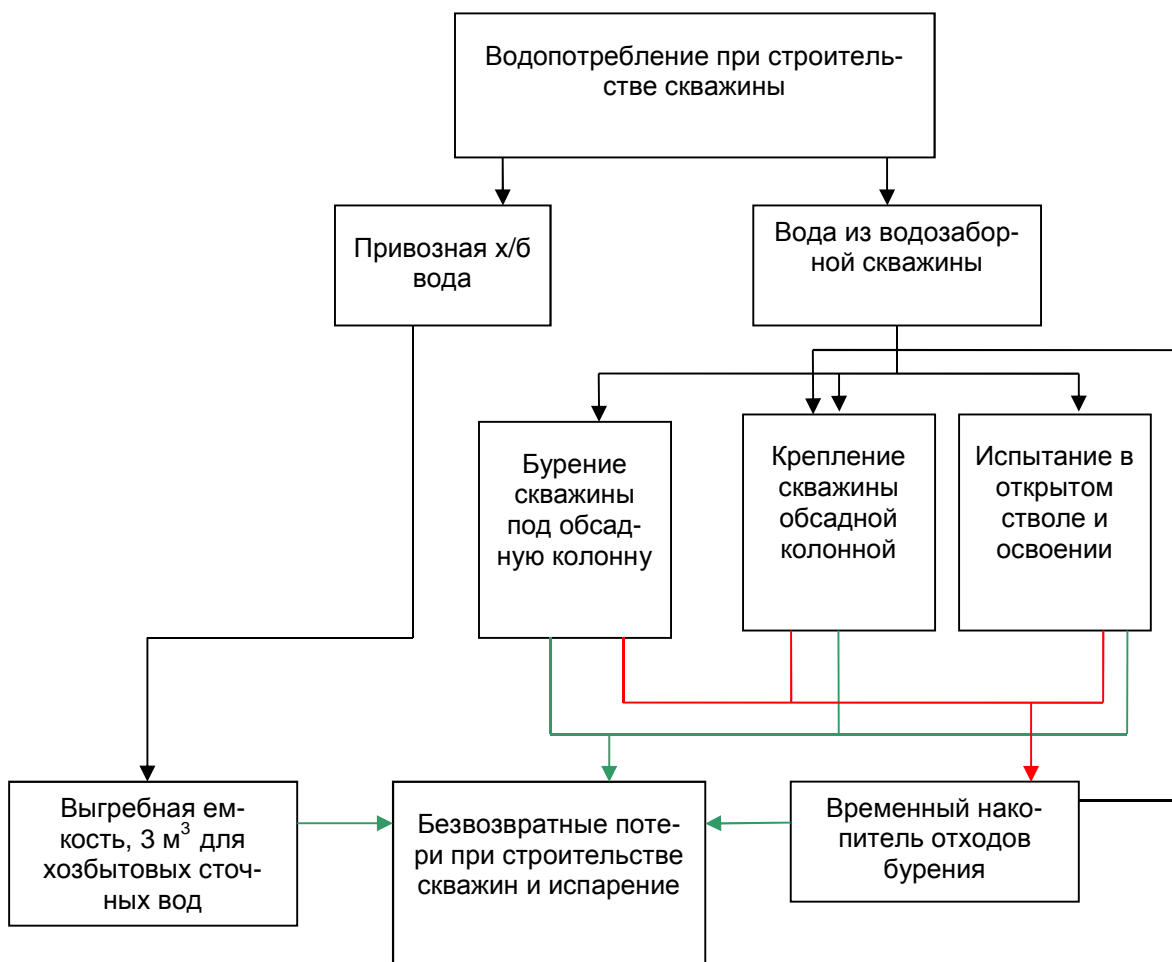 Водопотребление при строитель-
стве скважины
Привозная х/б
вода
Вода из водозабор-
ной скважины
Бурение
скважины
под обсад-
ную колонну
Крепление
скважины
обсадной
колонной
Испытание в
открытом
стволе и
освоении
Выгребная ем-
кость, 3 м³ для
хозбытовых сточ-
ных вод
Безвозвратные поте-
ри при строительстве
скважин и испарение
Временный нако-
питель отходов
бурения